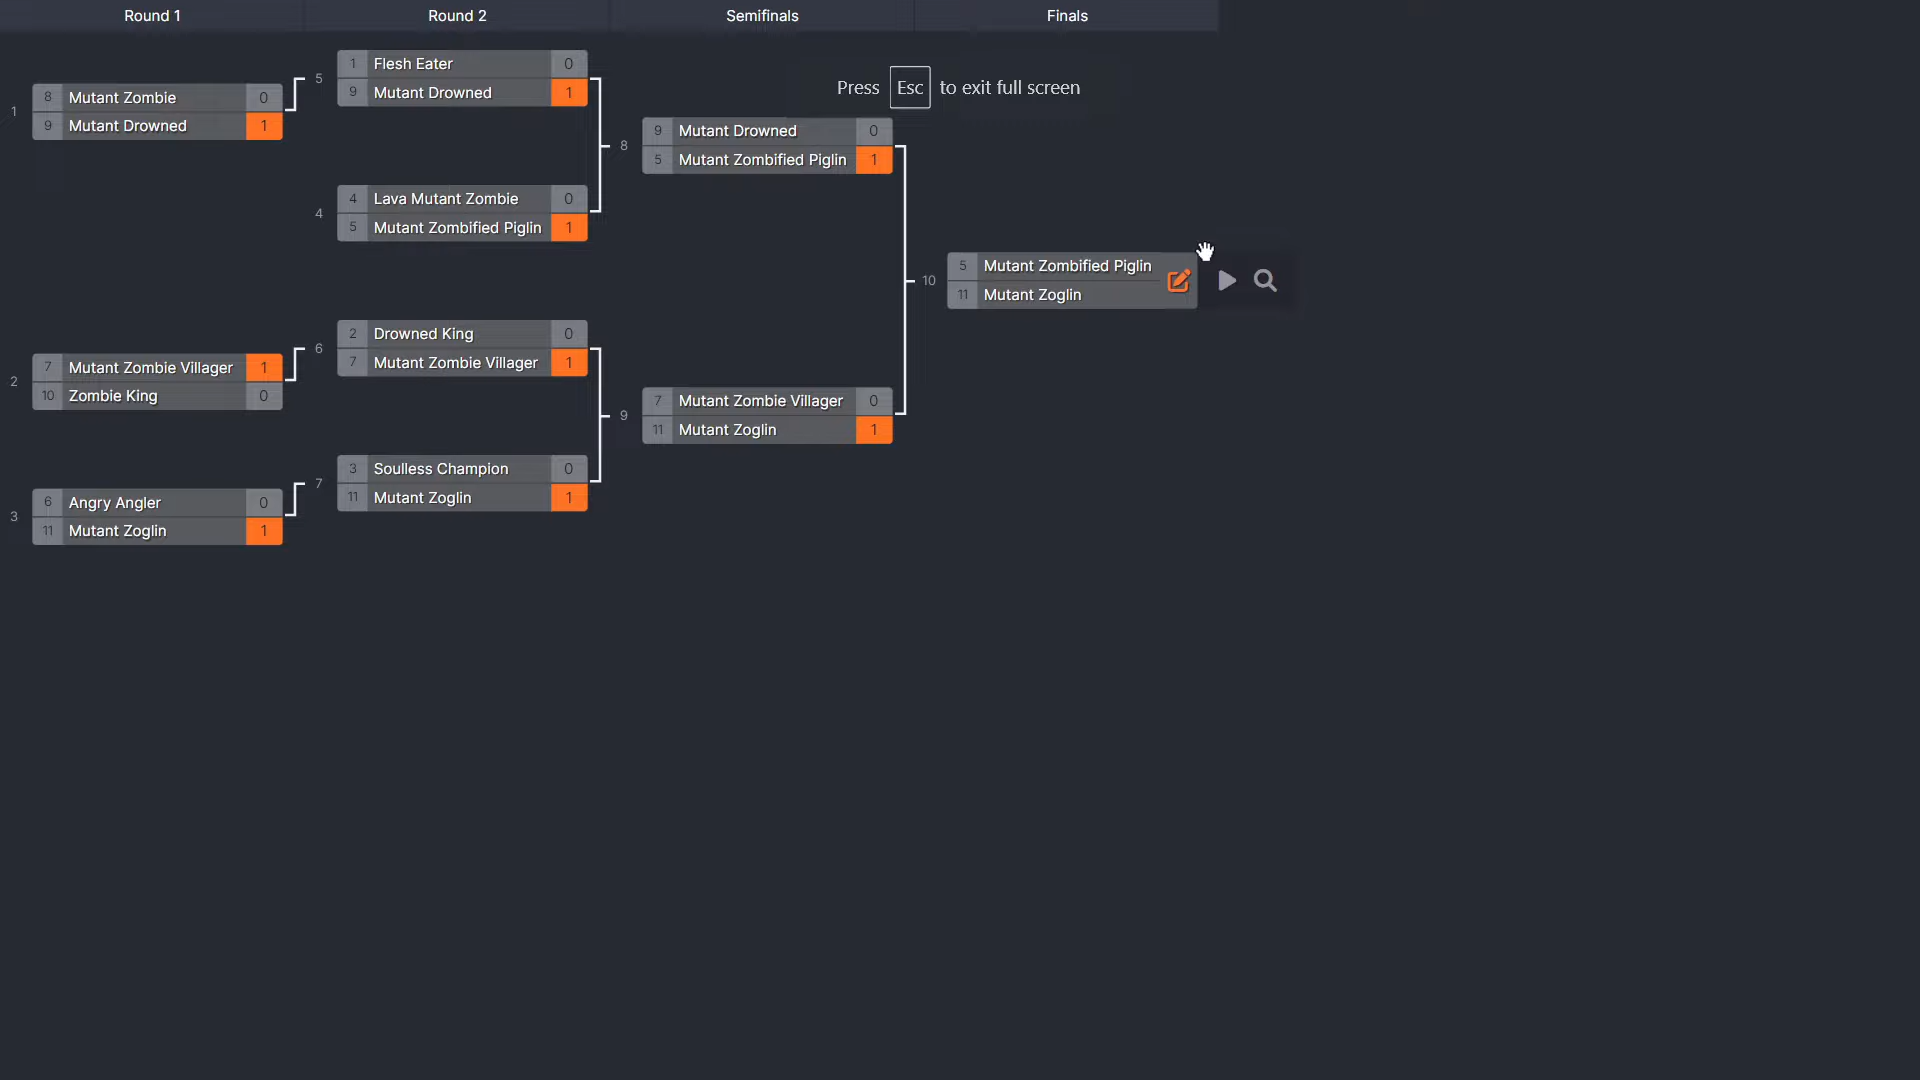 Round 1
Round 2
Semifinals
Finals
1
8 Mutant Zombie 0
9 Mutant Drowned 1
2
7 Mutant Zombie Villager 1
10 Zombie King 0
3
6 Angry Angler 0
11 Mutant Zoglin 1
5
1 Flesh Eater 0
9 Mutant Drowned 1
4
4 Lava Mutant Zombie 0
5 Mutant Zombified Piglin 1
6
2 Drowned King 0
7 Mutant Zombie Villager 1
7
3 Soulless Champion 0
11 Mutant Zoglin 1
8
9 Mutant Drowned 0
5 Mutant Zombified Piglin 1
9
7 Mutant Zombie Villager 0
11 Mutant Zoglin 1
10
5 Mutant Zombified Piglin
11 Mutant Zoglin
Press Esc to exit full screen